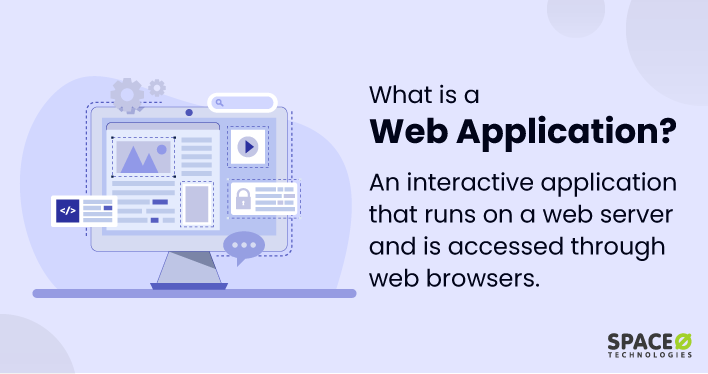 What is a
Web Application?
An interactive application
that runs on a web server
and is accessed through
web browsers.
</>
SPACEO
TECHNOLOGIES